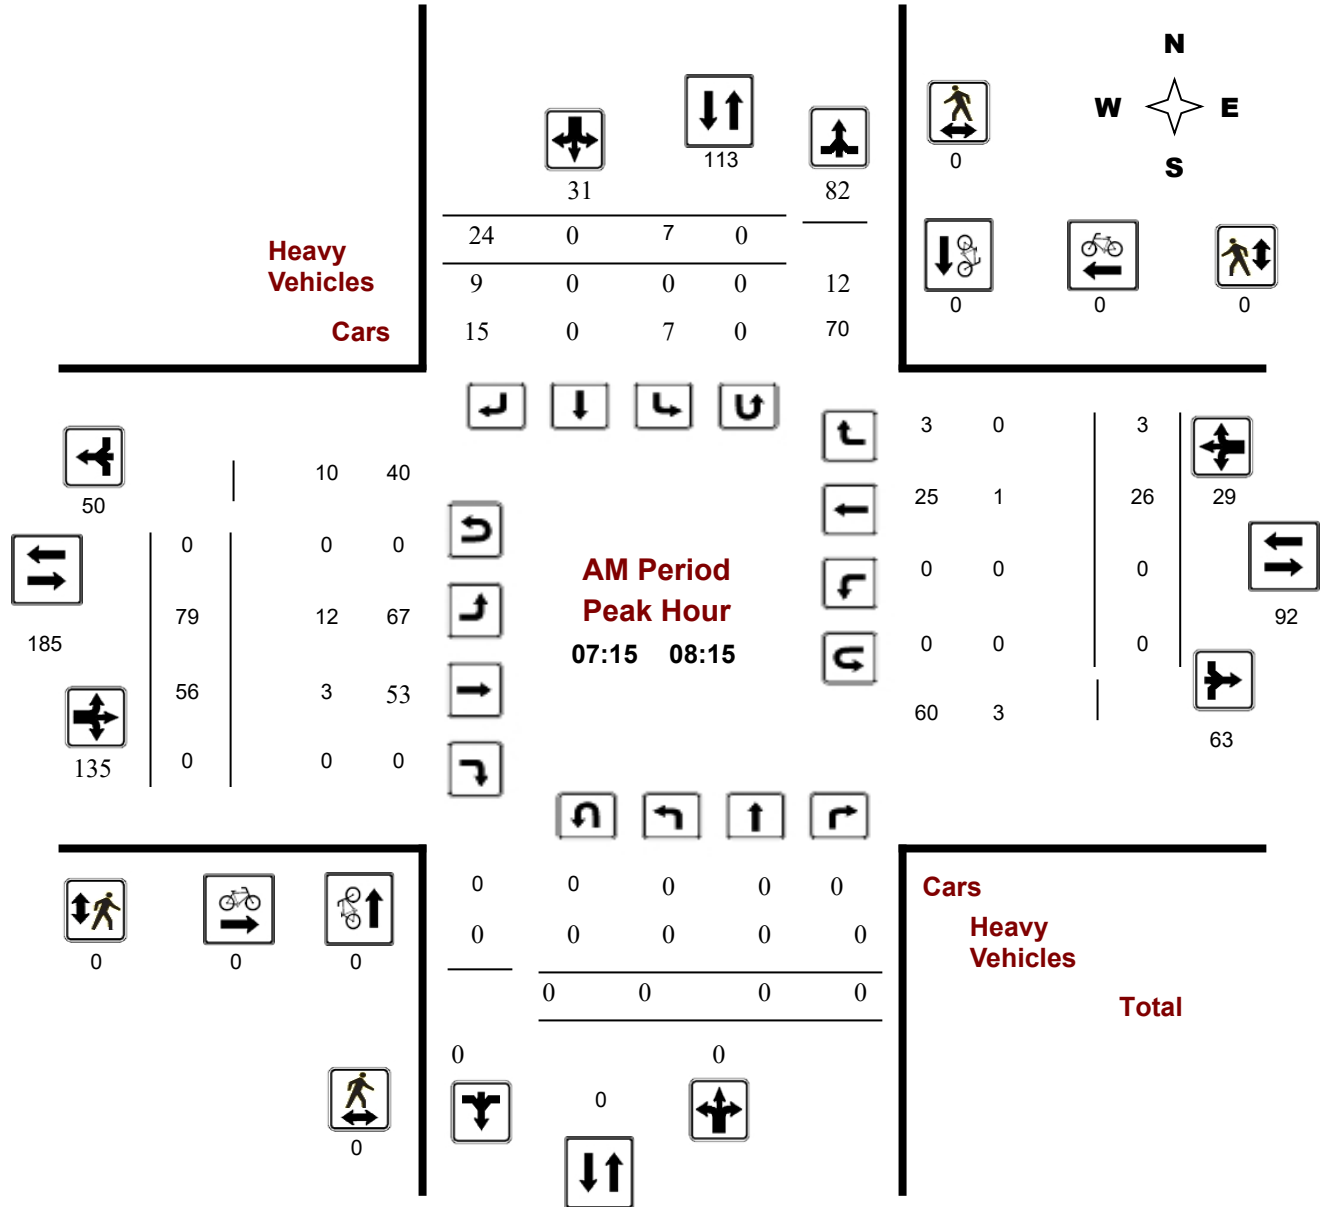 N
W E
S
113
0
31
82
24 0 7 0
Heavy
Vehicles
9 0 0 0 12
Cars
15 0 7 0 70
0 0 0
3 0 3
10 40
50
25 1 26 29
0 0 0
AM Period
Peak Hour
0 0 0
79 12 67
92
185
07:15 08:15
0 0 0
56 3 53
60 3
63
135
0 0 0
0 0 0 0 0
Cars
0 0 0 0 0
Heavy
Vehicles
0 0 0
0 0 0 0
Total
0 0
0
0